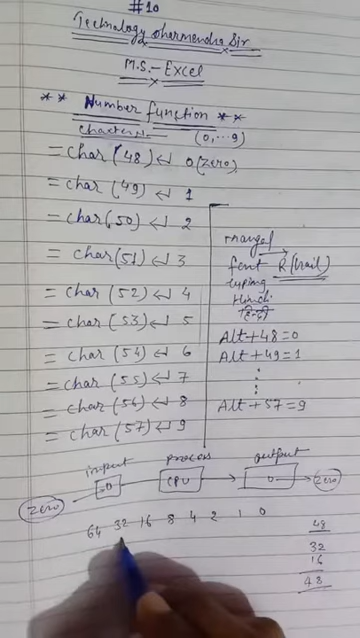 #10
Technology Dharmendra Sir
M.S.-Excel
** Number function **
Character (0,...9)
=Char(48)↵ 0(Zero)
=Char(49)↵ 1
=Char(50)↵ 2
=Char(51)↵ 3
=Char(52)↵ 4
=Char(53)↵ 5
=Char(54)↵ 6
=Char(55)↵ 7
=Char(56)↵ 8
=Char(57)↵ 9
mangal
font
typing
Hindi
हिन्दी
Alt+48=0
Alt+49=1
Alt+57=9
input process output
Zero 0 CPU 0 Zero
64 32 16 8 4 2 1 0
48
32
16
48